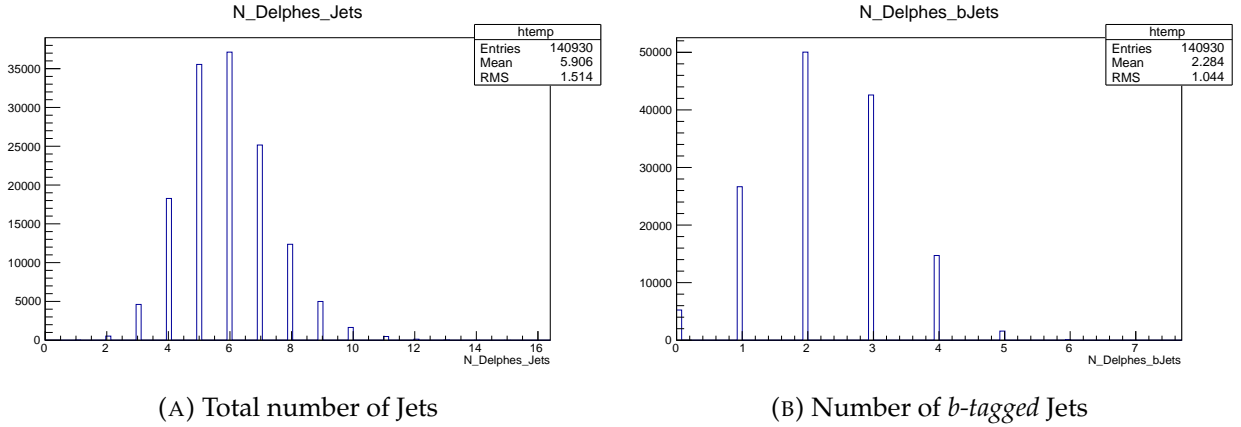 N_Delphes_Jets
htemp
Entries 140930
Mean 5.906
RMS 1.514
35000
30000
25000
20000
15000
10000
5000
0
0 2 4 6 8 10 12 14 16
N_Delphes_Jets
(A) Total number of Jets
N_Delphes_bJets
htemp
Entries 140930
Mean 2.284
RMS 1.044
50000
40000
30000
20000
10000
0
0 1 2 3 4 5 6 7
N_Delphes_bJets
(B) Number of b-tagged Jets